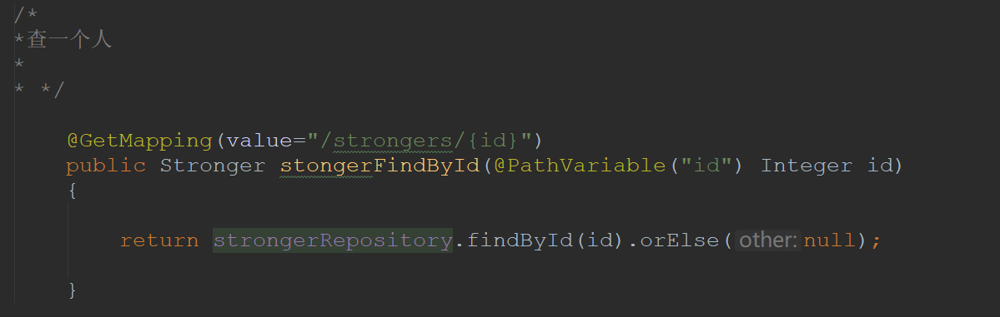 /*
*查一个人
*
* */
@GetMapping(value="/strongers/{id}")
public Stronger stongerFindById(@PathVariable("id") Integer id)
{
return strongerRepository.findById(id).orElse(other:null);
}